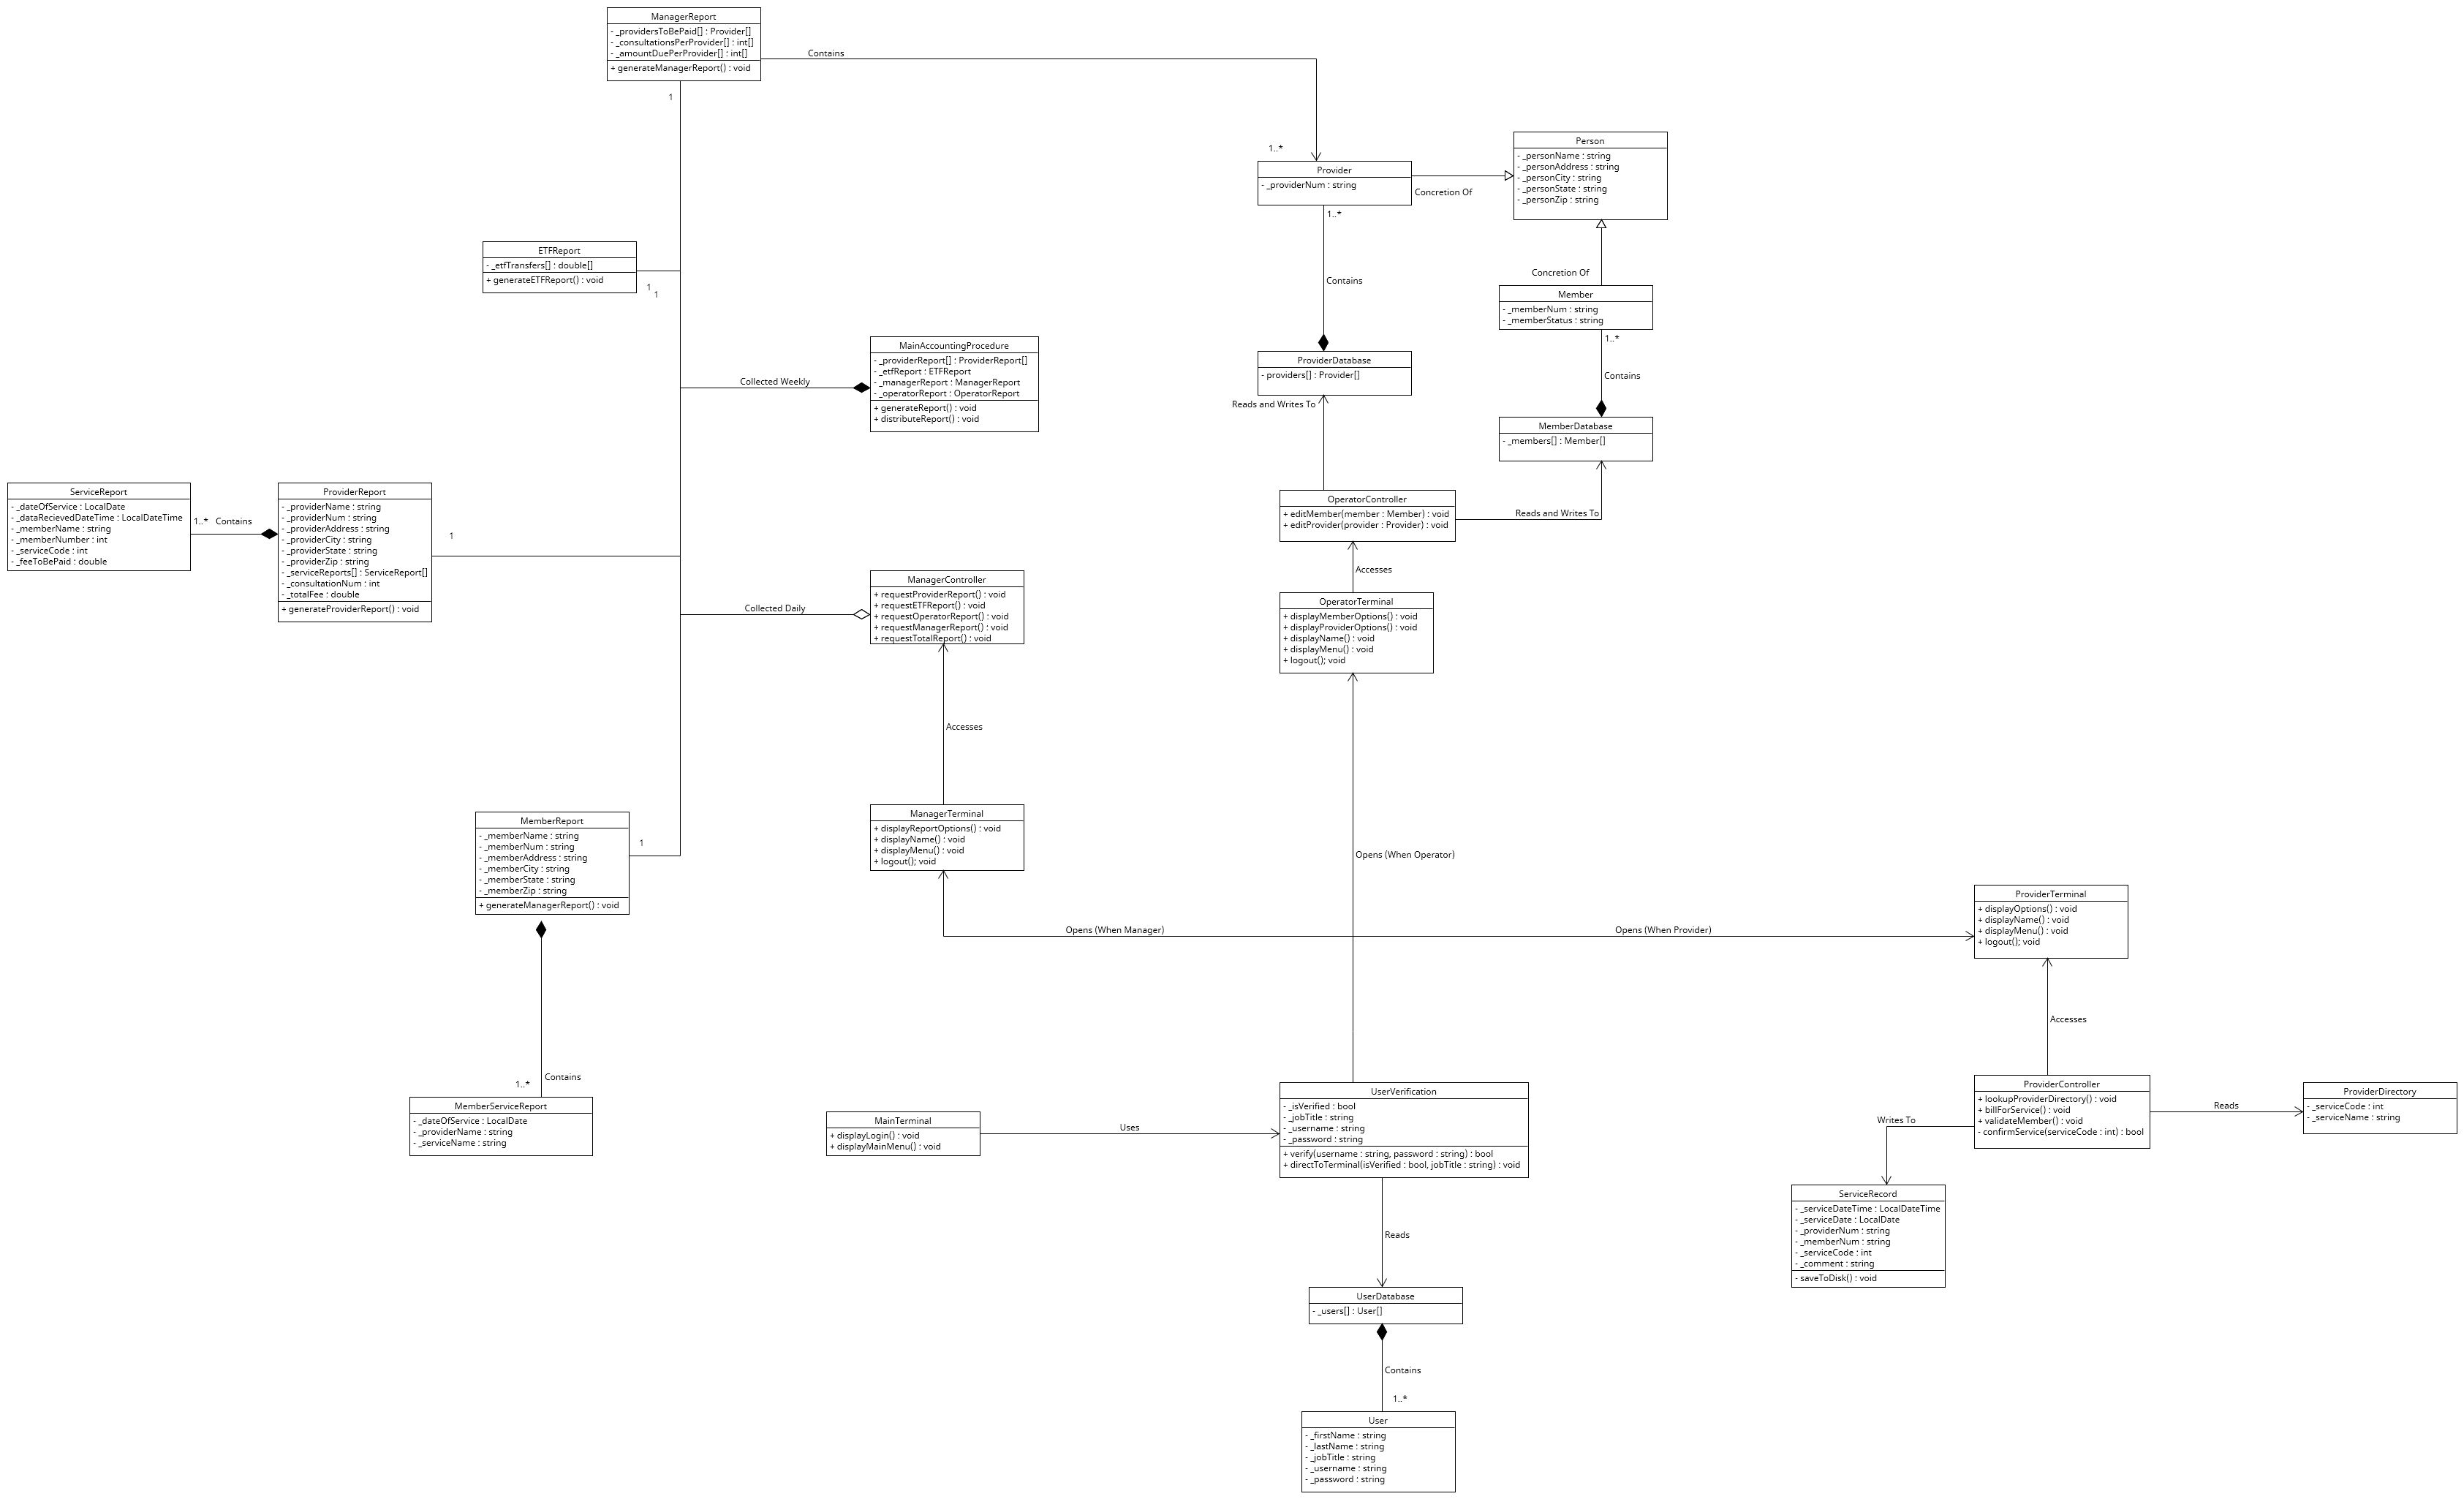 ManagerReport
- _providersToBePaid[] : Provider[]
- _consultationsPerProvider[] : int[]
- _amountDuePerProvider[] : int[]
+ generateManagerReport() : void
Contains
1
1..*
Provider
- _providerNum : string
Concretion Of
Person
- _personName : string
- _personAddress : string
- _personCity : string
- _personState : string
- _personZip : string
1..*
Contains
Concretion Of
Member
- _memberNum : string
- _memberStatus : string
1..*
Contains
ETFReport
- _etfTransfers[] : double[]
+ generateETFReport() : void
1
1
MainAccountingProcedure
- _providerReport[] : ProviderReport[]
- _etfReport : ETFReport
- _managerReport : ManagerReport
- _operatorReport : OperatorReport
+ generateReport() : void
+ distributeReport() : void
Collected Weekly
ProviderDatabase
- providers[] : Provider[]
Reads and Writes To
MemberDatabase
- _members[] : Member[]
ServiceReport
- _dateOfService : LocalDate
- _dataRecievedDateTime : LocalDateTime
- _memberName : string
- _memberNumber : int
- _serviceCode : int
- _feeToBePaid : double
1..*
Contains
ProviderReport
- _providerName : string
- _providerNum : string
- _providerAddress : string
- _providerCity : string
- _providerState : string
- _providerZip : string
- _serviceReports[] : ServiceReport[]
- _consultationNum : int
- _totalFee : double
+ generateProviderReport() : void
1
OperatorController
+ editMember(member : Member) : void
+ editProvider(provider : Provider) : void
Reads and Writes To
Accesses
ManagerController
+ requestProviderReport() : void
+ requestETFReport() : void
+ requestOperatorReport() : void
+ requestManagerReport() : void
+ requestTotalReport() : void
Collected Daily
OperatorTerminal
+ displayMemberOptions() : void
+ displayProviderOptions() : void
+ displayName() : void
+ displayMenu() : void
+ logout(); void
Accesses
MemberReport
- _memberName : string
- _memberNum : string
- _memberAddress : string
- _memberCity : string
- _memberState : string
- _memberZip : string
+ generateManagerReport() : void
1
ManagerTerminal
+ displayReportOptions() : void
+ displayName() : void
+ displayMenu() : void
+ logout(); void
Opens (When Operator)
Opens (When Manager)
Opens (When Provider)
ProviderTerminal
+ displayOptions() : void
+ displayName() : void
+ displayMenu() : void
+ logout(); void
Accesses
Contains
1..*
MemberServiceReport
- _dateOfService : LocalDate
- _providerName : string
- _serviceName : string
MainTerminal
+ displayLogin() : void
+ displayMainMenu() : void
Uses
UserVerification
- _isVerified : bool
- _jobTitle : string
- _username : string
- _password : string
+ verify(username : string, password : string) : bool
+ directToTerminal(isVerified : bool, jobTitle : string) : void
ProviderController
+ lookupProviderDirectory() : void
+ billForService() : void
+ validateMember() : void
- confirmService(serviceCode : int) : bool
Reads
ProviderDirectory
- _serviceCode : int
- _serviceName : string
Writes To
ServiceRecord
- _serviceDateTime : LocalDateTime
- _serviceDate : LocalDate
- _providerNum : string
- _memberNum : string
- _serviceCode : int
- _comment : string
- saveToDisk() : void
Reads
UserDatabase
- _users[] : User[]
Contains
1..*
User
- _firstName : string
- _lastName : string
- _jobTitle : string
- _username : string
- _password : string